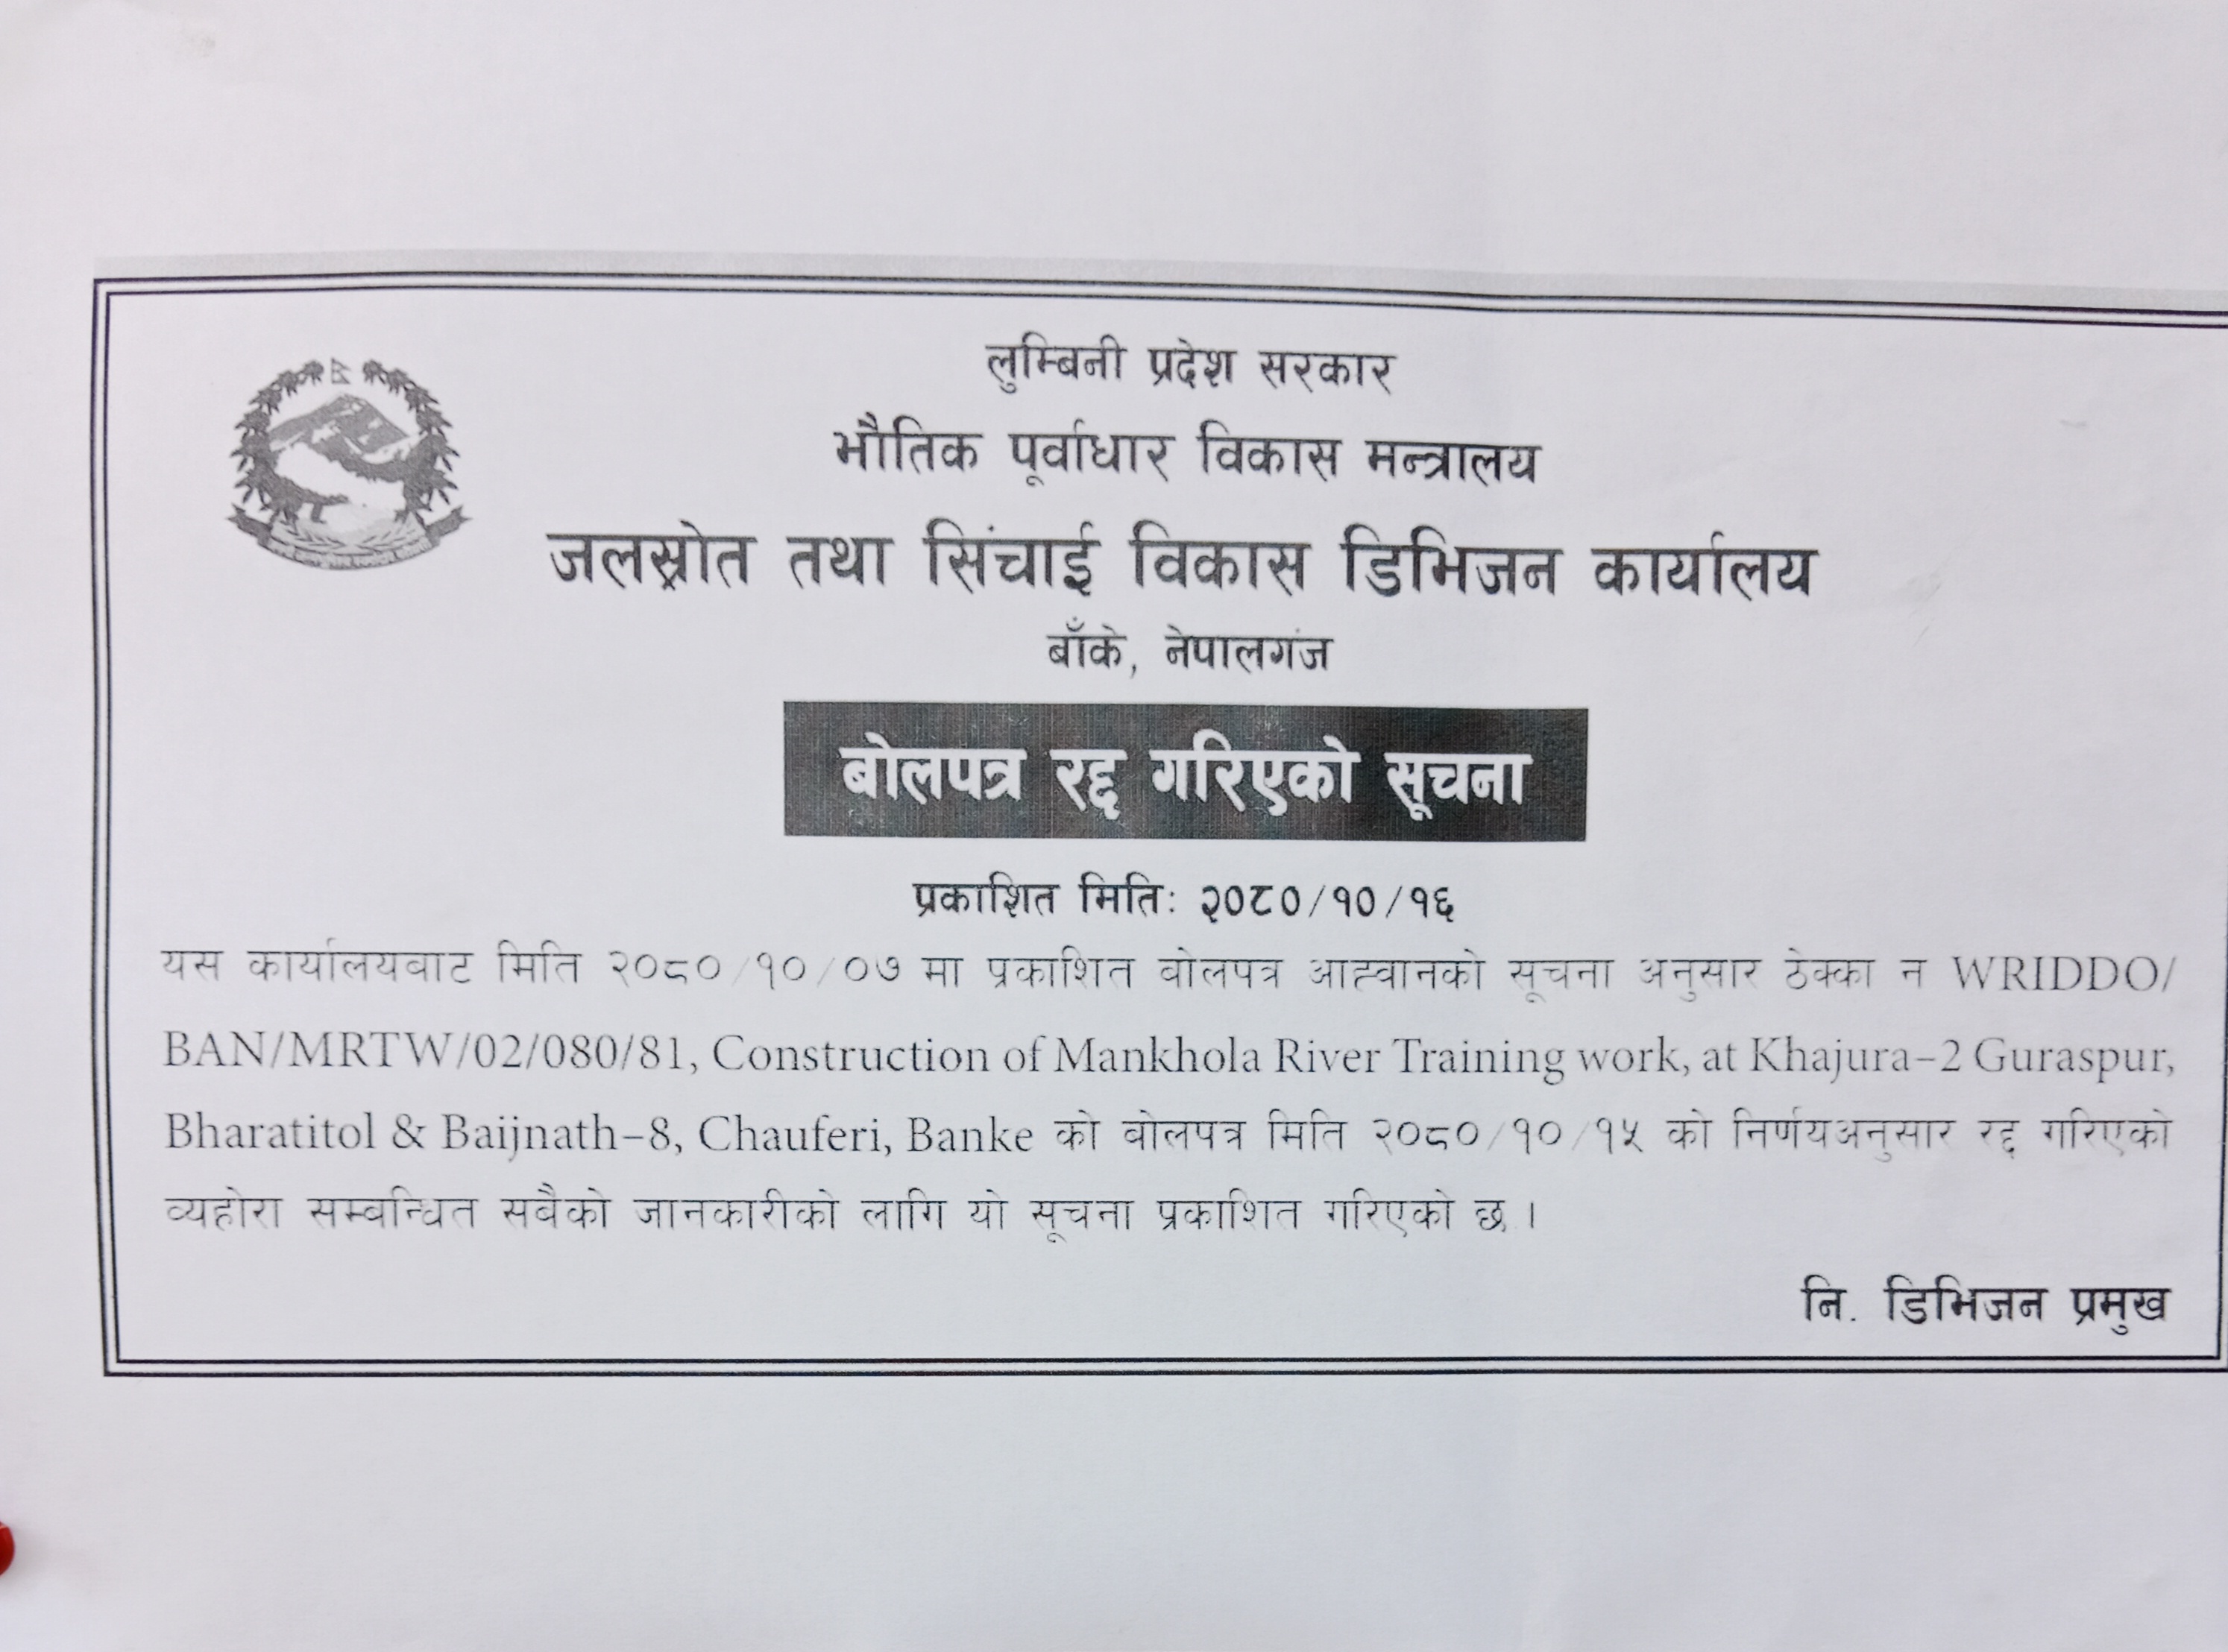 लुम्बिनी प्रदेश सरकार
भौतिक पूर्वाधार विकास मन्त्रालय
जलस्रोत तथा सिंचाई विकास डिभिजन कार्यालय
बाँके, नेपालगंज
बोलपत्र रद्द गरिएको सूचना
प्रकाशित मितिः २०८०/१०/१६
यस कार्यालयवाट मिति २०८०/१०/०७ मा प्रकाशित बोलपत्र आह्वानको सूचना अनुसार ठेक्का न WRIDDO/
BAN/MRTW/02/080/81, Construction of Mankhola River Training work, at Khajura-2 Guraspur,
Bharatitol & Baijnath-8, Chauferi, Banke को बोलपत्र मिति २०८०/१०/१५ को निर्णयअनुसार रद्द गरिएको
व्यहोरा सम्बन्धित सबैको जानकारीको लागि यो सूचना प्रकाशित गरिएको छ ।
नि. डिभिजन प्रमुख